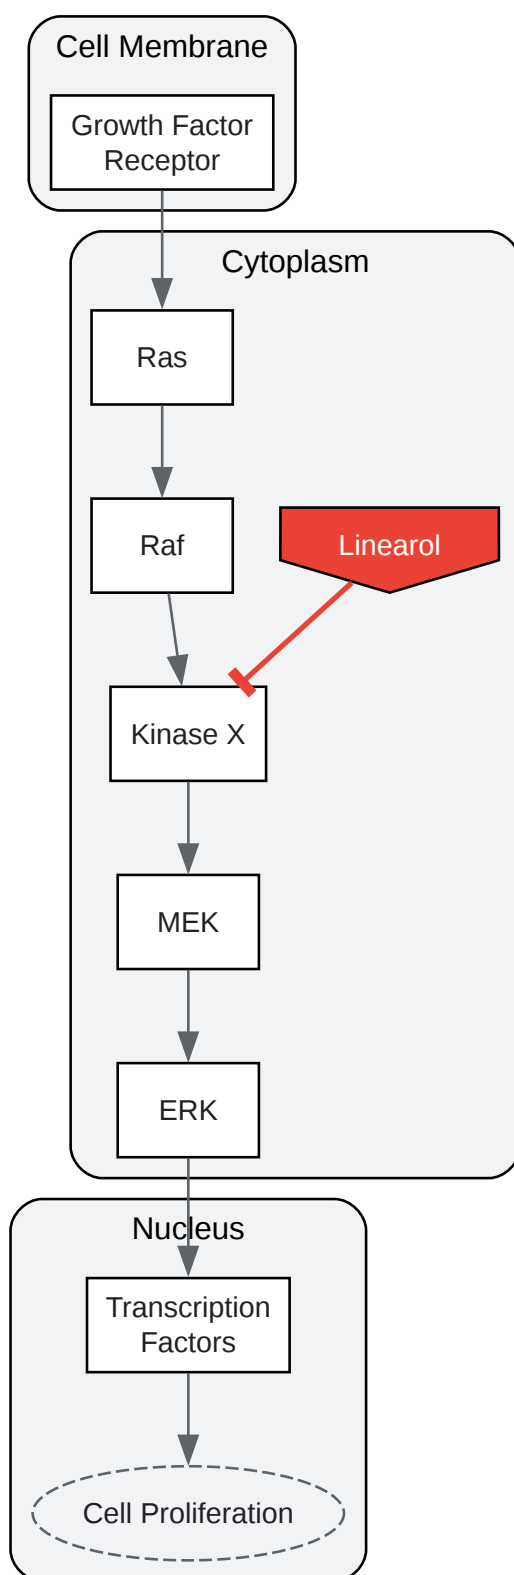 Cell Membrane
Growth Factor
Receptor
Cytoplasm
Ras
Raf
Linearol
Kinase X
MEK
ERK
Nucleus
Transcription
Factors
Cell Proliferation